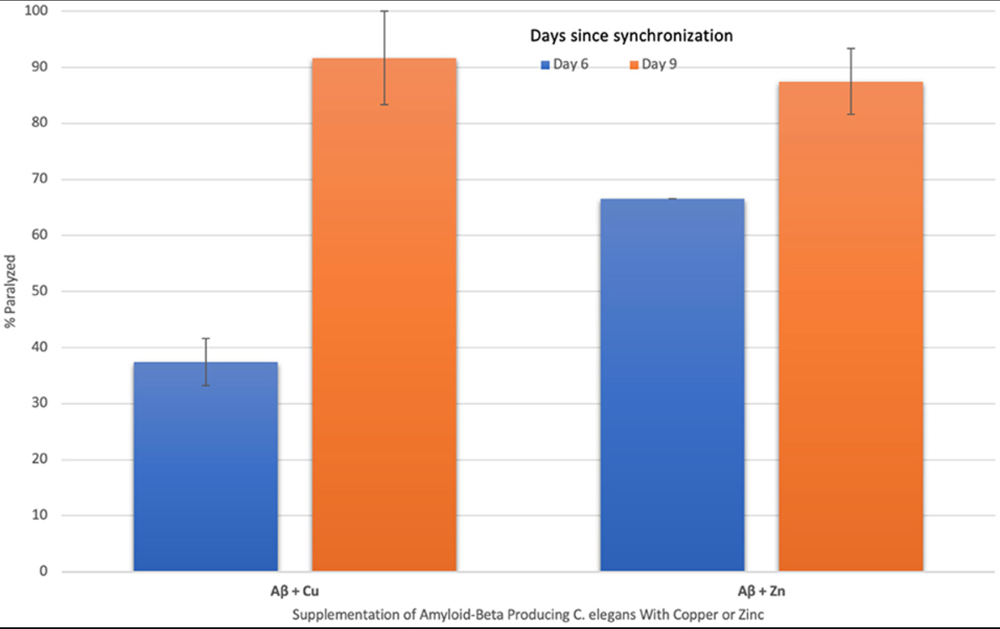 100
Days since synchronization
Day 6 Day 9
90
80
70
60
50
40
30
20
10
0
% Paralyzed
Aβ + Cu Aβ + Zn
Supplementation of Amyloid-Beta Producing C. elegans With Copper or Zinc